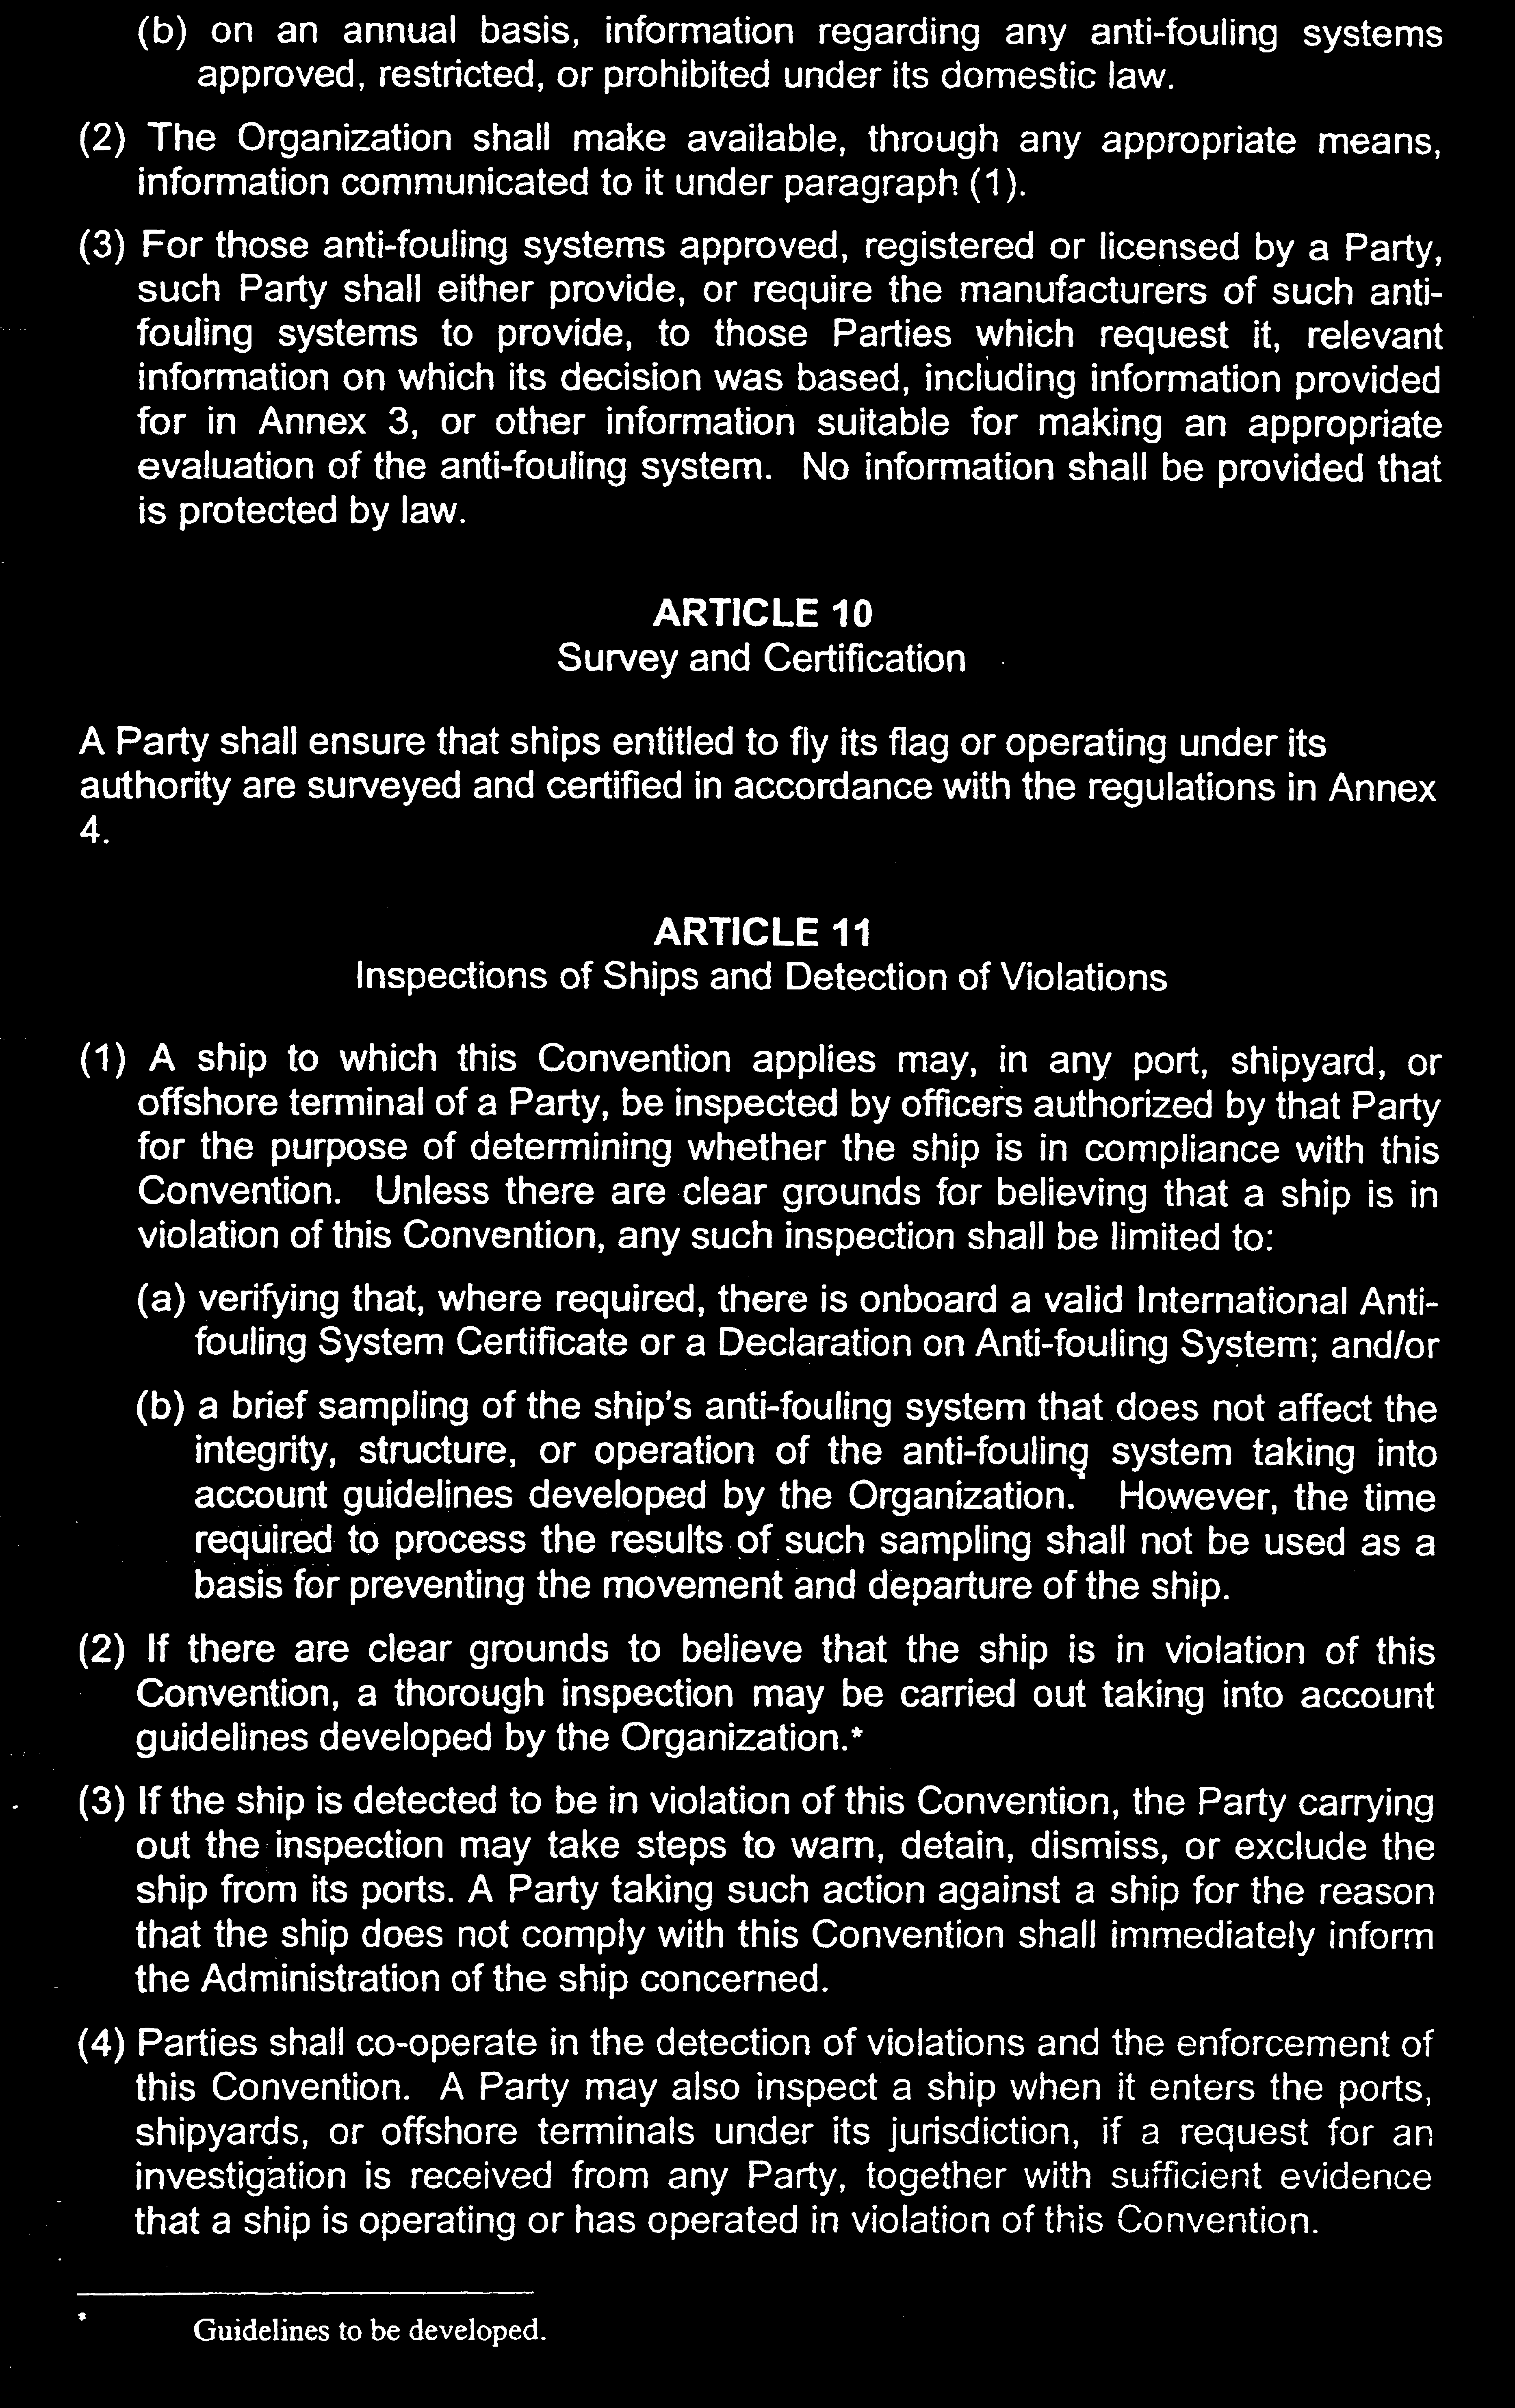 (b) on an annual basis, information regarding any anti-fouling systems
approved, restricted, or prohibited under its domestic law.
(2) The Organization shall make available, through any appropriate means,
information communicated to it under paragraph (1).
(3) For those anti-fouling systems approved, registered or licensed by a Party,
such Party shall either provide, or require the manufacturers of such anti-
fouling systems to provide, to those Parties which request it, relevant
information on which its decision was based, including information provided
for in Annex 3, or other information suitable for making an appropriate
evaluation of the anti-fouling system. No information shall be provided that
is protected by law.
ARTICLE 10
Survey and Certification
A Party shall ensure that ships entitled to fly its flag or operating under its
authority are surveyed and certified in accordance with the regulations in Annex
4.
ARTICLE 11
Inspections of Ships and Detection of Violations
(1) A ship to which this Convention applies may, in any port, shipyard, or
offshore terminal of a Party, be inspected by officers authorized by that Party
for the purpose of determining whether the ship is in compliance with this
Convention. Unless there are clear grounds for believing that a ship is in
violation of this Convention, any such inspection shall be limited to:
(a) verifying that, where required, there is onboard a valid International Anti-
fouling System Certificate or a Declaration on Anti-fouling System; and/or
(b) a brief sampling of the ship's anti-fouling system that does not affect the
integrity, structure, or operation of the anti-fouling system taking into
account guidelines developed by the Organization.* However, the time
required to process the results of such sampling shall not be used as a
basis for preventing the movement and departure of the ship.
(2) If there are clear grounds to believe that the ship is in violation of this
Convention, a thorough inspection may be carried out taking into account
guidelines developed by the Organization.*
(3) If the ship is detected to be in violation of this Convention, the Party carrying
out the inspection may take steps to warn, detain, dismiss, or exclude the
ship from its ports. A Party taking such action against a ship for the reason
that the ship does not comply with this Convention shall immediately inform
the Administration of the ship concerned.
(4) Parties shall co-operate in the detection of violations and the enforcement of
this Convention. A Party may also inspect a ship when it enters the ports,
shipyards, or offshore terminals under its jurisdiction, if a request for an
investigation is received from any Party, together with sufficient evidence
that a ship is operating or has operated in violation of this Convention.
* Guidelines to be developed.